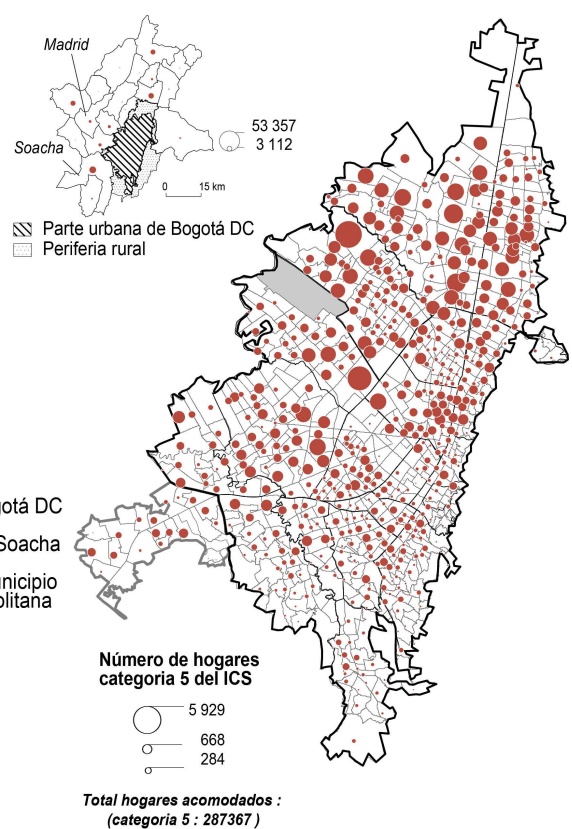 Madrid
Soacha
53 357
3 112
0 15 km
Parte urbana de Bogotá DC
Periferia rural
gotá DC
Soacha
unicipio
olitana
Número de hogares
categoria 5 del ICS
5 929
668
284
Total hogares acomodados :
(categoria 5 : 287367 )